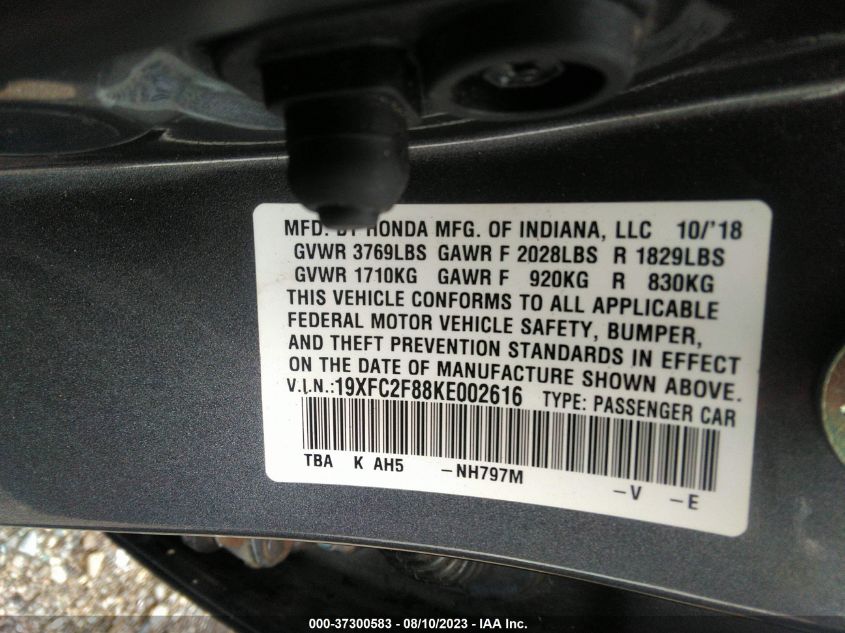 MFD. BY HONDA MFG. OF INDIANA, LLC 10/'18
GVWR 3769LBS GAWR F 2028LBS R 1829LBS
GVWR 1710KG GAWR F 920KG R 830KG
THIS VEHICLE CONFORMS TO ALL APPLICABLE
FEDERAL MOTOR VEHICLE SAFETY, BUMPER,
AND THEFT PREVENTION STANDARDS IN EFFECT
ON THE DATE OF MANUFACTURE SHOWN ABOVE.
V.I.N.:19XFC2F88KE002616 TYPE: PASSENGER CAR
TBA K AH5 -NH797M -V -E
000-37300583 / 08/10/2023 - IAA Inc.